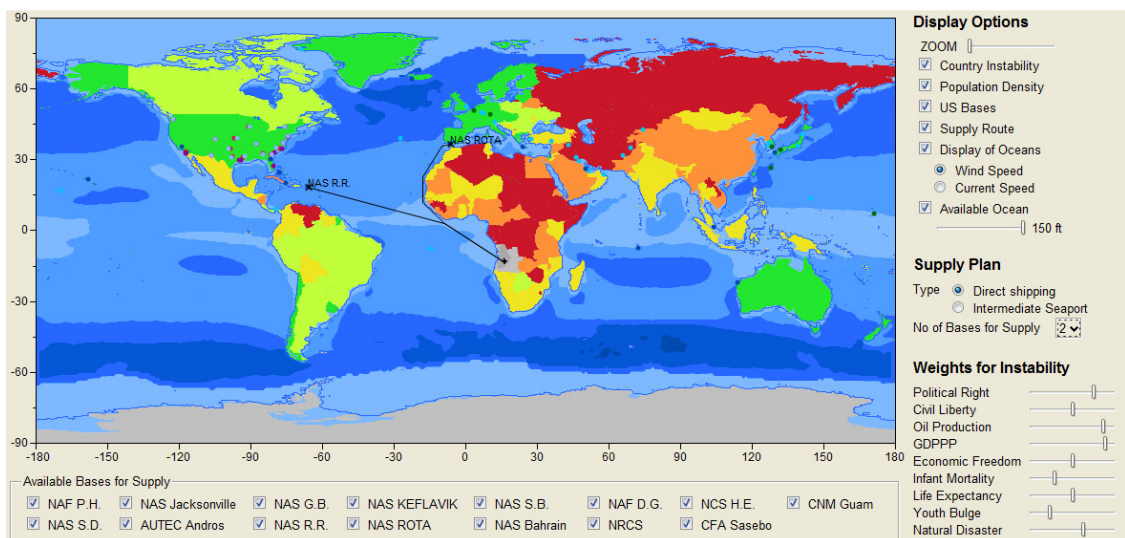 90
60
30
0
-30
-60
-90
-180 -150 -120 -90 -60 -30 0 30 60 90 120 150 180
NAS ROTA
NAS R.R.
Display Options
ZOOM
Country Instability
Population Density
US Bases
Supply Route
Display of Oceans
Wind Speed
Current Speed
Available Ocean
150 ft
Supply Plan
Type Direct shipping
Intermediate Seaport
No of Bases for Supply 2
Weights for Instability
Political Right
Civil Liberty
Oil Production
GDPPP
Economic Freedom
Infant Mortality
Life Expectancy
Youth Bulge
Natural Disaster
Available Bases for Supply
NAF P.H. NAS Jacksonville NAS G.B. NAS KEFLAVIK NAS S.B. NAF D.G. NCS H.E. CNM Guam
NAS S.D. AUTEC Andros NAS R.R. NAS ROTA NAS Bahrain NRCS CFA Sasebo